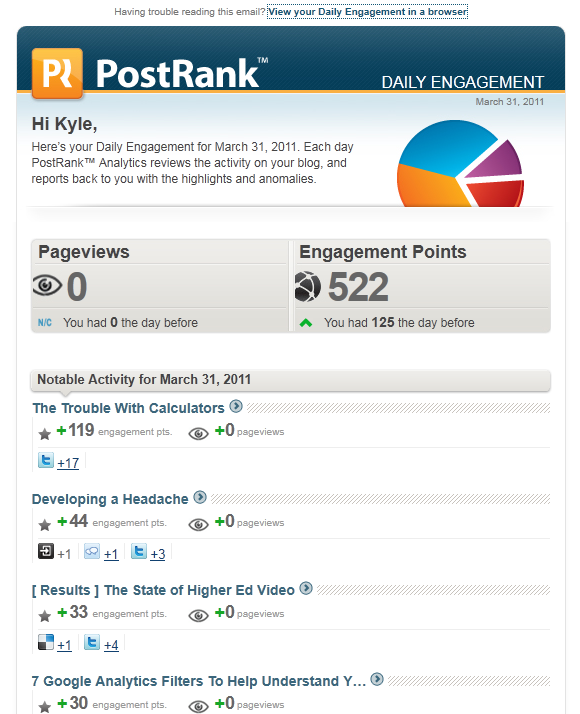 Having trouble reading this email? View your Daily Engagement in a browser
PostRank™
DAILY ENGAGEMENT
March 31, 2011
Hi Kyle,
Here's your Daily Engagement for March 31, 2011. Each day
PostRank™ Analytics reviews the activity on your blog, and
reports back to you with the highlights and anomalies.
Pageviews
0
N/C You had 0 the day before
Engagement Points
522
You had 125 the day before
Notable Activity for March 31, 2011
The Trouble With Calculators
+119 engagement pts. +0 pageviews
+17
Developing a Headache
+44 engagement pts. +0 pageviews
+1 +1 +3
[ Results ] The State of Higher Ed Video
+33 engagement pts. +0 pageviews
+1 +4
7 Google Analytics Filters To Help Understand Y...
+30 engagement pts. +0 pageviews